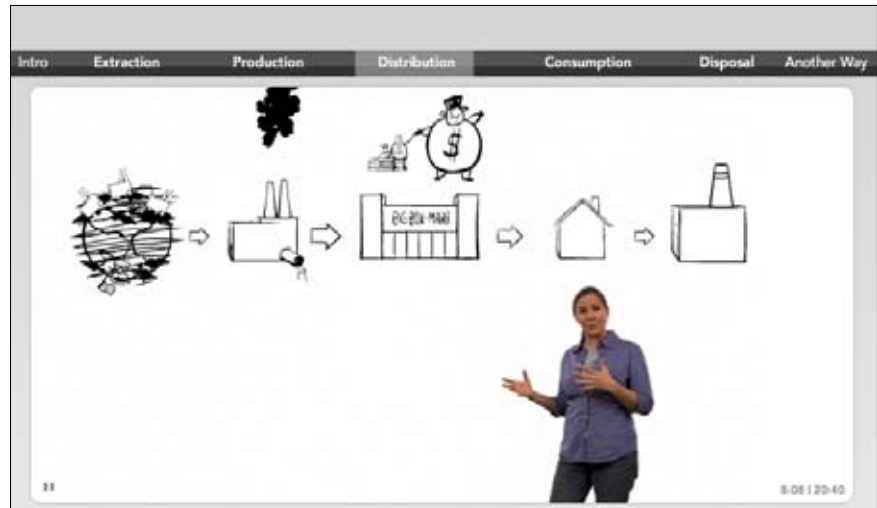 Intro Extraction Production Distribution Consumption Disposal Another Way
$
BIG BOX MART
8:08 | 20:40